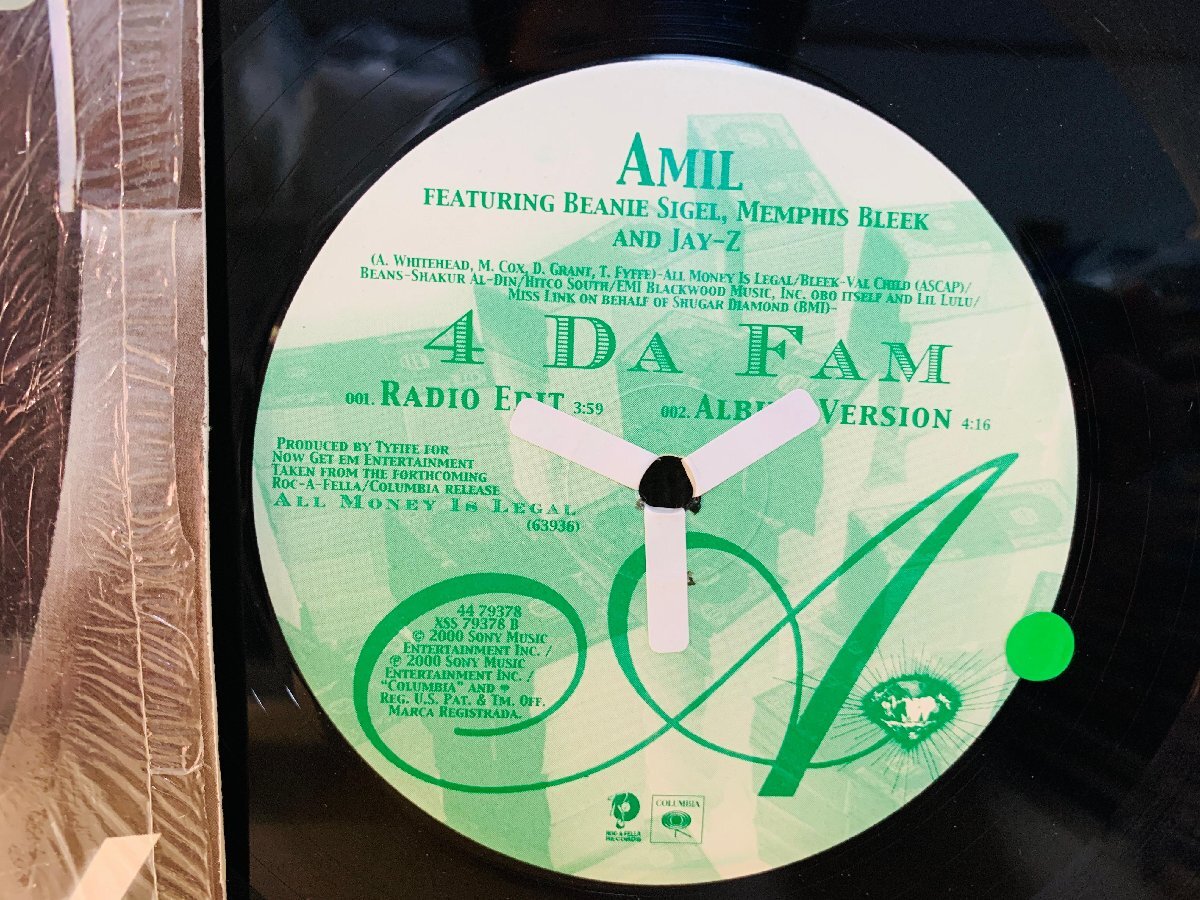 AMIL
FEATURING BEANIE SIGEL, MEMPHIS BLEEK
AND JAY-Z
(A. WHITEHEAD, M. COX, D. GRANT, T. FYFFE)-ALL MONEY IS LEGAL/BLEEK-VAL CHILD (ASCAP)/
BEANS-SHAKUR AL-DIN/HITCO SOUTH/EMI BLACKWOOD MUSIC, INC. OBO ITSELF AND LIL LULU/
MISS LINK ON BEHALF OF SHUGAR DIAMOND (BMI)-
4 DA FAM
001. RADIO EDIT 3:59
002. ALBUM VERSION 4:16
PRODUCED BY TYFIFE FOR
NOW GET EM ENTERTAINMENT
TAKEN FROM THE FORTHCOMING
ROC-A-FELLA/COLUMBIA RELEASE
ALL MONEY IS LEGAL
(63936)
44 79378
XSS 79378 B
© 2000 SONY MUSIC
ENTERTAINMENT INC. /
℗ 2000 SONY MUSIC
ENTERTAINMENT INC. /
"COLUMBIA" AND
REG. U.S. PAT. & TM. OFF.
MARCA REGISTRADA.
A
ROC-A-FELLA
RECORDS
COLUMBIA